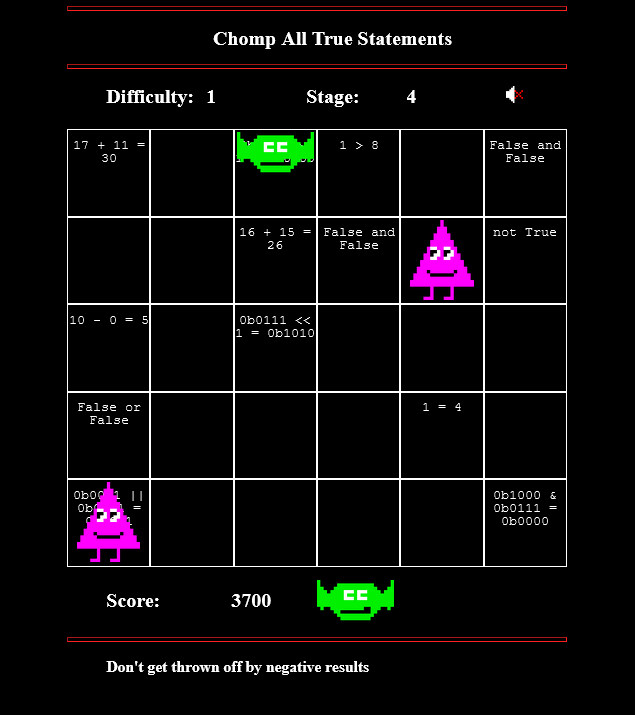 Chomp All True Statements
Difficulty: 1 Stage: 4
17 + 11 =
30
1 > 8
False and
False
16 + 15 =
26
False and
False
not True
10 - 0 = 5
0b0111 <<
1 = 0b1010
False or
False
1 = 4
||
=
0b1000 &
0b0111 =
0b0000
Score: 3700
Don't get thrown off by negative results